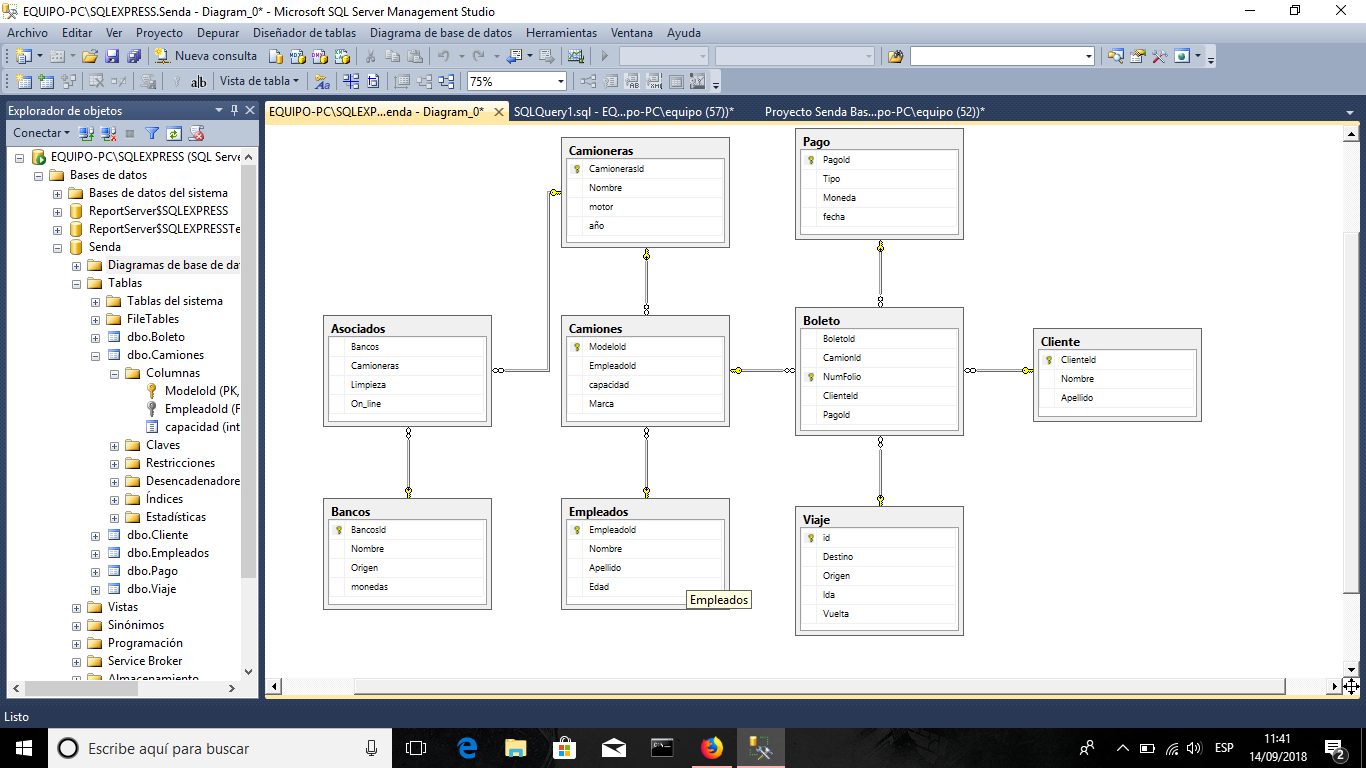 EQUIPO-PC\SQLEXPRESS.Senda - Diagram_0* - Microsoft SQL Server Management Studio
Archivo Editar Ver Proyecto Depurar Diseñador de tablas Diagrama de base de datos Herramientas Ventana Ayuda
Nueva consulta
Vista de tabla 75%
Explorador de objetos
Conectar
EQUIPO-PC\SQLEXPRESS (SQL Serve
Bases de datos
Bases de datos del sistema
ReportServer$SQLEXPRESS
ReportServer$SQLEXPRESSTe
Senda
Diagramas de base de da
Tablas
Tablas del sistema
FileTables
dbo.Boleto
dbo.Camiones
Columnas
ModeloId (PK,
EmpleadoId (F
capacidad (int
Claves
Restricciones
Desencadenadore
Índices
Estadísticas
dbo.Cliente
dbo.Empleados
dbo.Pago
dbo.Viaje
Vistas
Sinónimos
Programación
Service Broker
Almacenamiento
EQUIPO-PC\SQLEXP...enda - Diagram_0* SQLQuery1.sql - EQ...po-PC\equipo (57))* Proyecto Senda Bas...po-PC\equipo (52))*
Camioneras
CamionerasId
Nombre
motor
año
Pago
PagoId
Tipo
Moneda
fecha
Asociados
Bancos
Camioneras
Limpieza
On_line
Camiones
ModeloId
EmpleadoId
capacidad
Marca
Boleto
BoletoId
CamionId
NumFolio
ClienteId
PagoId
Cliente
ClienteId
Nombre
Apellido
Bancos
BancosId
Nombre
Origen
monedas
Empleados
EmpleadoId
Nombre
Apellido
Edad
Empleados
Viaje
id
Destino
Origen
Ida
Vuelta
Listo
Escribe aquí para buscar
ESP
11:41
14/09/2018
2